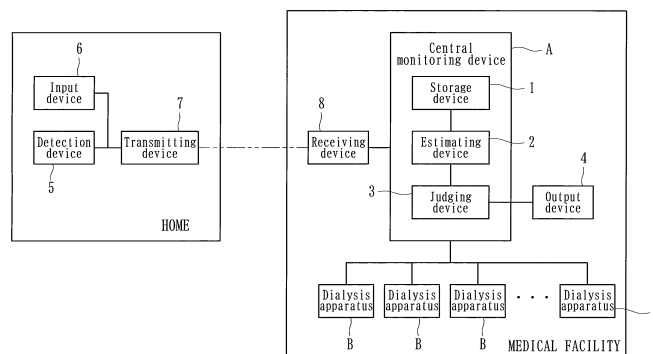 6
Input
device
7
Detection
device
Transmitting
device
5
HOME
8
Receiving
device
Central
monitoring device
A
Storage
device
1
Estimating
device
2
3
Judging
device
4
Output
device
Dialysis
apparatus
Dialysis
apparatus
Dialysis
apparatus
...
Dialysis
apparatus
B
B
B
MEDICAL FACILITY